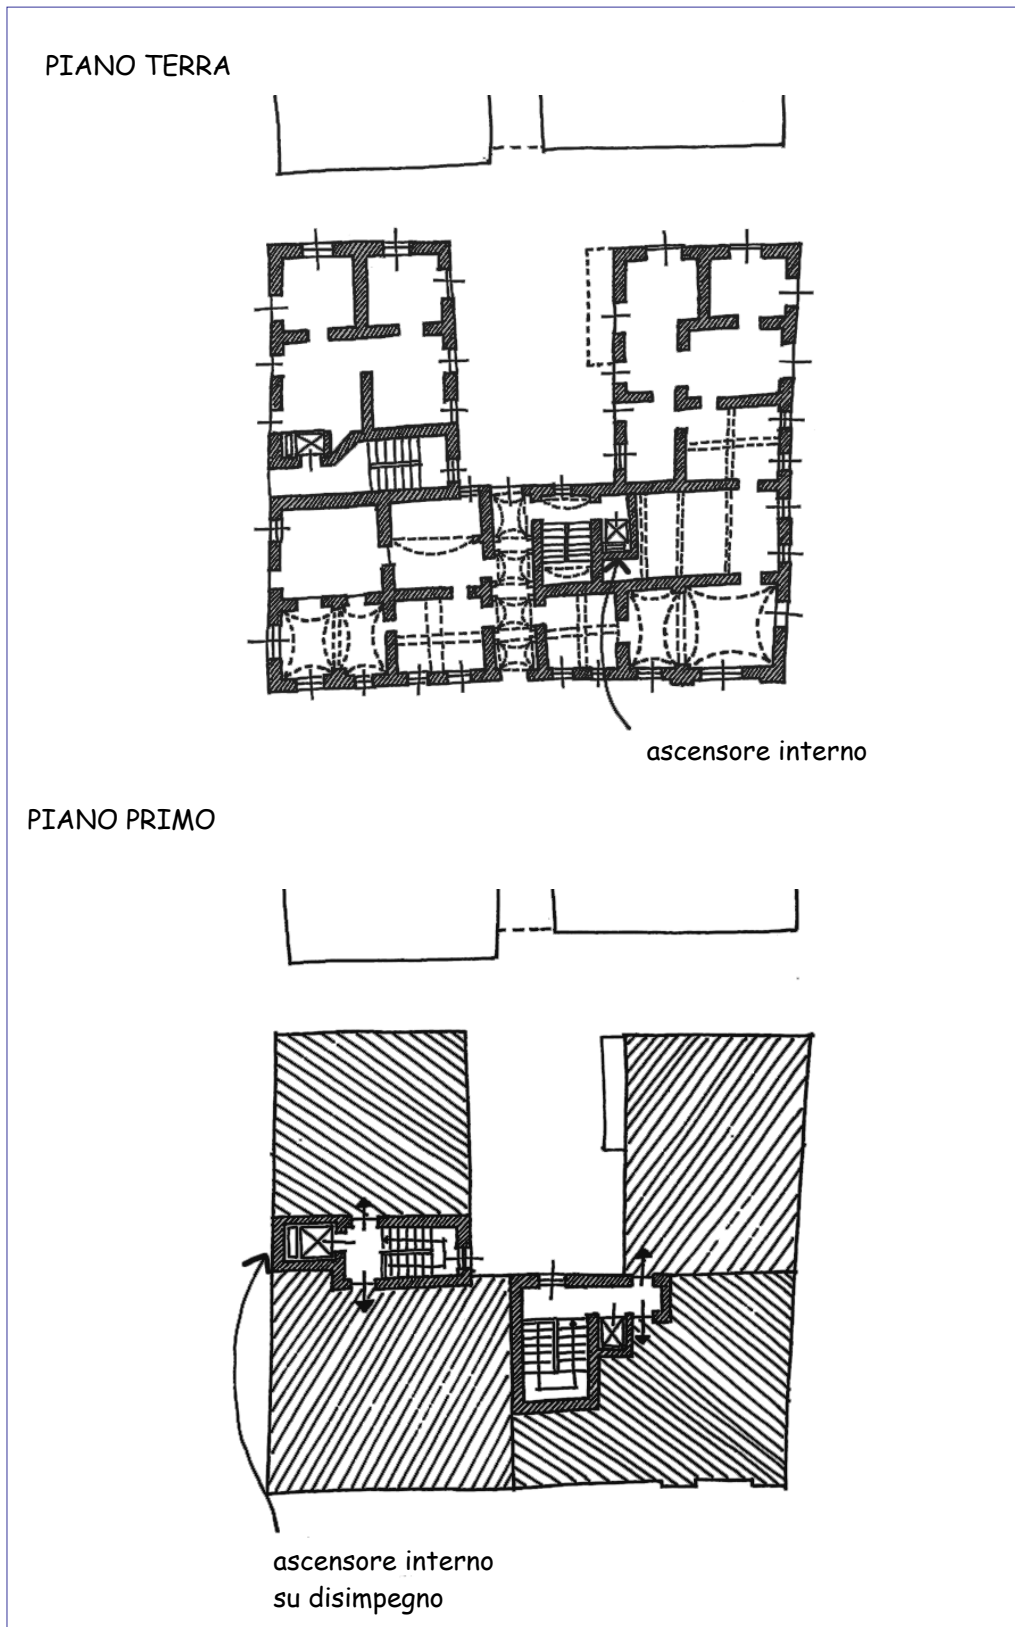 PIANO TERRA
ascensore interno
PIANO PRIMO
ascensore interno
su disimpegno